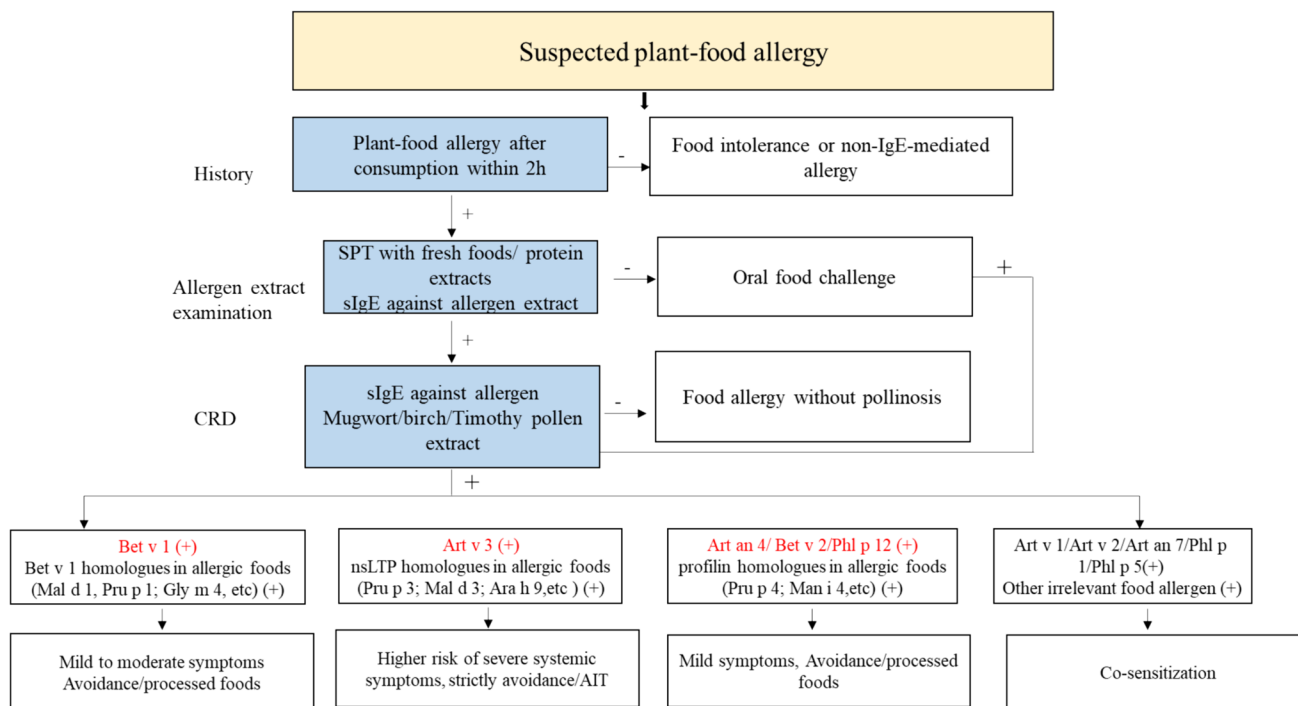 Suspected plant-food allergy
History
Plant-food allergy after
consumption within 2h
-
Food intolerance or non-IgE-mediated
allergy
+
Allergen extract
examination
SPT with fresh foods/ protein
extracts
sIgE against allergen extract
-
Oral food challenge
+
+
CRD
sIgE against allergen
Mugwort/birch/Timothy pollen
extract
-
Food allergy without pollinosis
+
Bet v 1 (+)
Bet v 1 homologues in allergic foods
(Mal d 1, Pru p 1; Gly m 4, etc) (+)
Art v 3 (+)
nsLTP homologues in allergic foods
(Pru p 3; Mal d 3; Ara h 9,etc ) (+)
Art an 4/ Bet v 2/Phl p 12 (+)
profilin homologues in allergic foods
(Pru p 4; Man i 4,etc) (+)
Art v 1/Art v 2/Art an 7/Phl p
1/Phl p 5(+)
Other irrelevant food allergen (+)
Mild to moderate symptoms
Avoidance/processed foods
Higher risk of severe systemic
symptoms, strictly avoidance/AIT
Mild symptoms, Avoidance/processed
foods
Co-sensitization